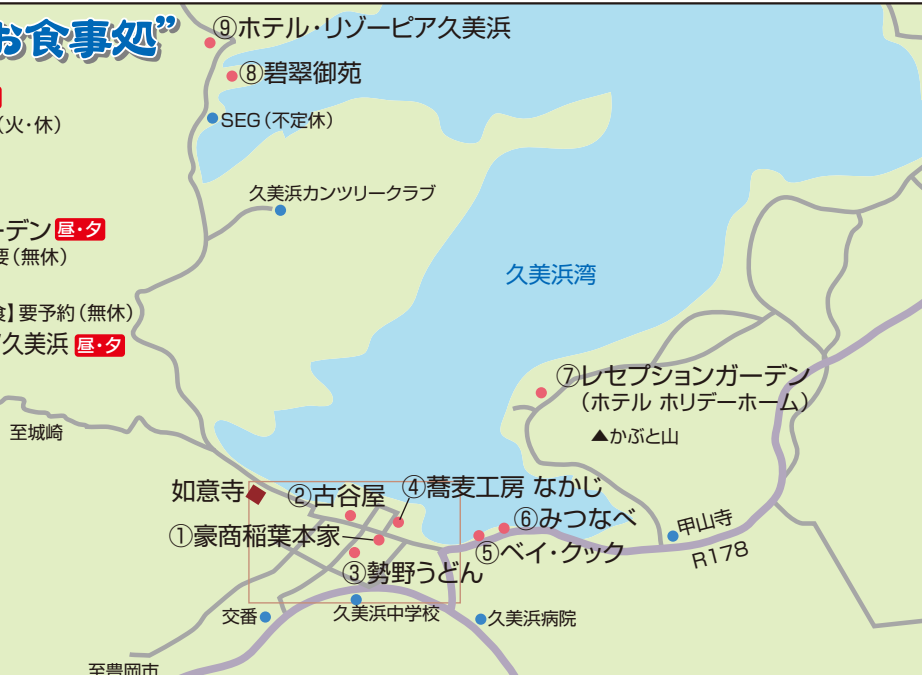 お食事処”
(火・休)
ーデン 昼・夕
要(無休)
食】要予約(無休)
久美浜 昼・夕
⑨ホテル・リゾーピア久美浜
⑧碧翠御苑
SEG(不定休)
久美浜カンツリークラブ
久美浜湾
⑦レセプションガーデン
(ホテル ホリデーホーム)
▲かぶと山
至城崎
如意寺
②古谷屋
④蕎麦工房 なかじ
①豪商稲葉本家
⑥みつなべ
⑤ベイ・クック
③勢野うどん
甲山寺
R178
交番
久美浜中学校
久美浜病院
至豊岡市